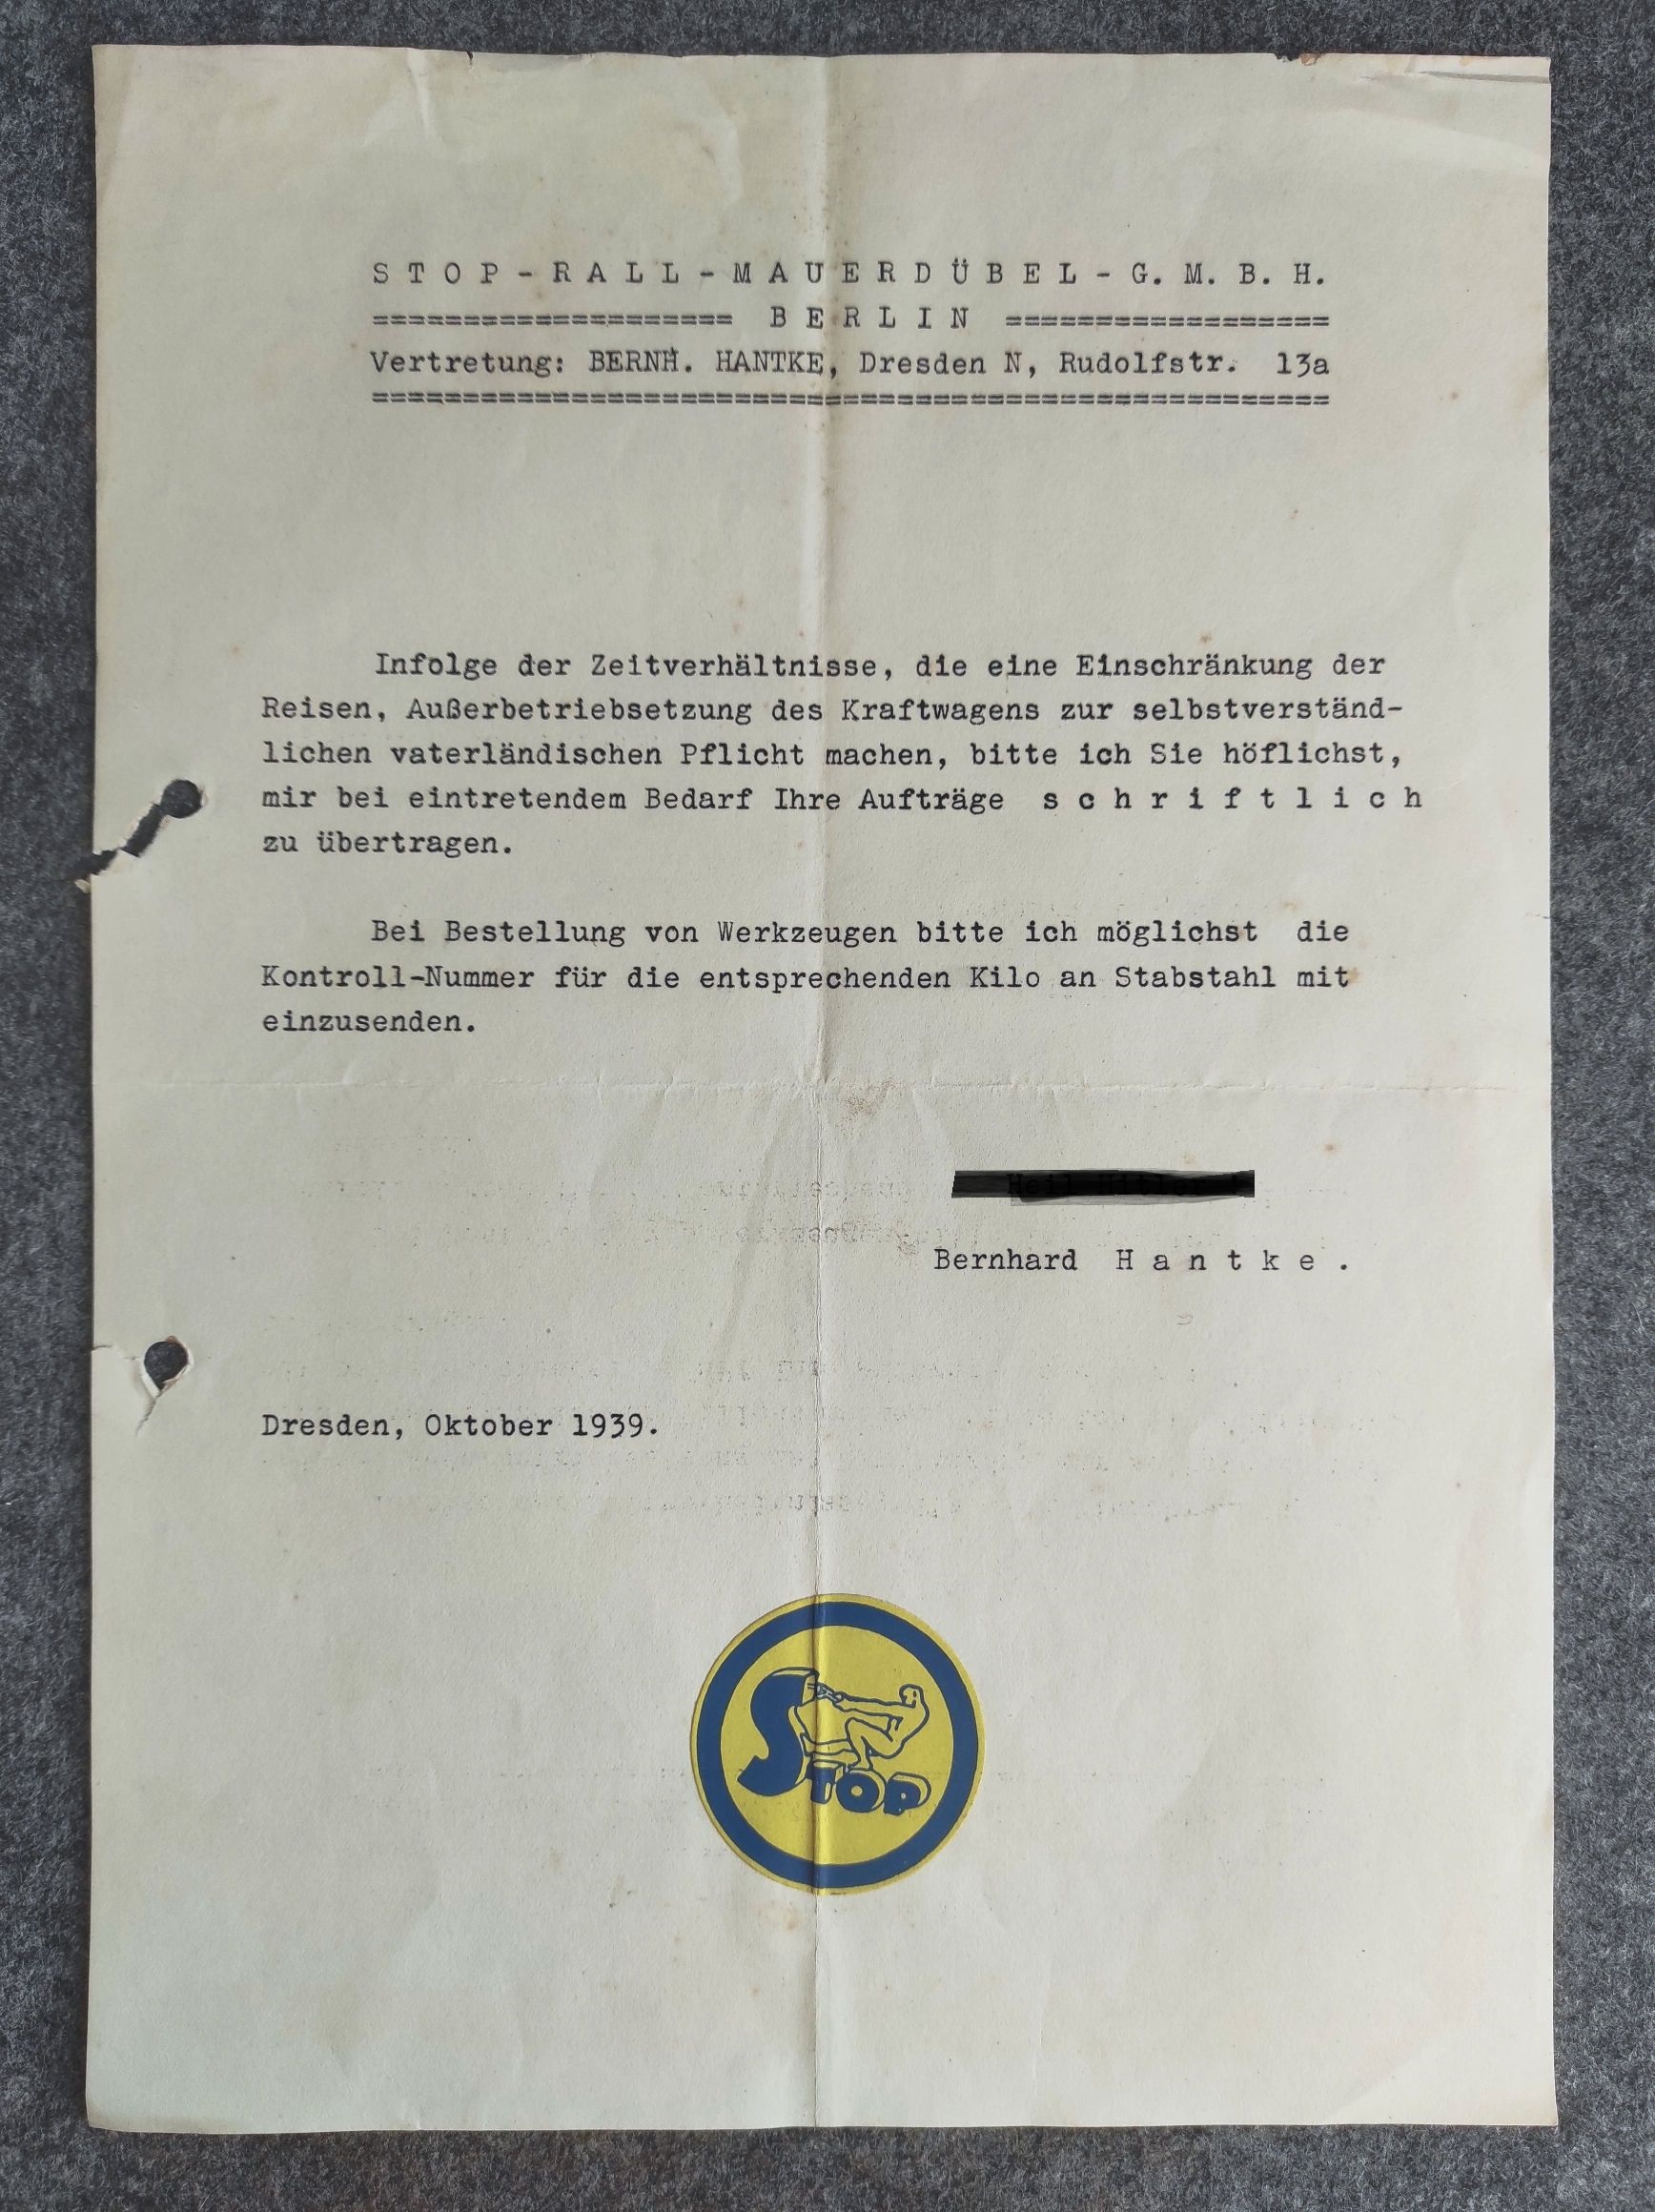 STOP-RALL-MAUERDÜBEL-G.M.B.H.
==================== BERLIN ==================
Vertretung: BERNH. HANTKE, Dresden N, Rudolfstr. 13a
=====================================================
Infolge der Zeitverhältnisse, die eine Einschränkung der
Reisen, Außerbetriebsetzung des Kraftwagens zur selbstverständ-
lichen vaterländischen Pflicht machen, bitte ich Sie höflichst,
mir bei eintretendem Bedarf Ihre Aufträge schriftlich
zu übertragen.
Bei Bestellung von Werkzeugen bitte ich möglichst die
Kontroll-Nummer für die entsprechenden Kilo an Stabstahl mit
einzusenden.
Bernhard Hantke.
Dresden, Oktober 1939.
STOP